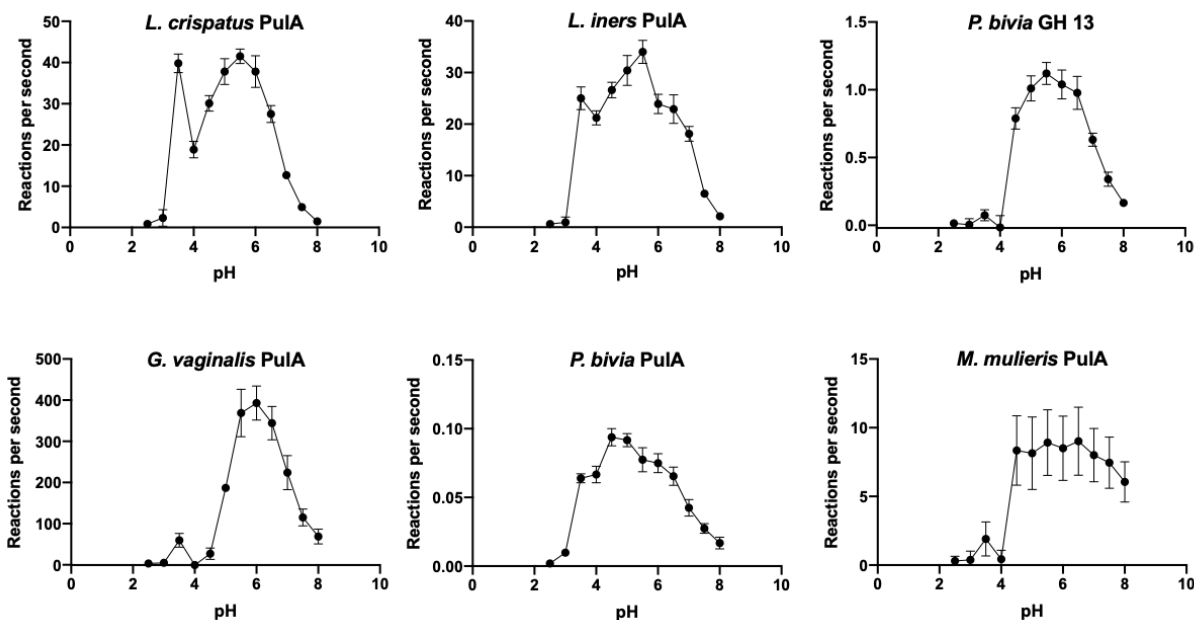 L. crispatus PulA
Reactions per second
50
40
30
20
10
0
0 2 4 6 8 10
pH
L. iners PulA
Reactions per second
40
30
20
10
0
0 2 4 6 8 10
pH
P. bivia GH 13
Reactions per second
1.5
1.0
0.5
0.0
0 2 4 6 8 10
pH
G. vaginalis PulA
Reactions per second
500
400
300
200
100
0
0 2 4 6 8 10
pH
P. bivia PulA
Reactions per second
0.15
0.10
0.05
0.00
0 2 4 6 8 10
pH
M. mulieris PulA
Reactions per second
15
10
5
0
0 2 4 6 8 10
pH